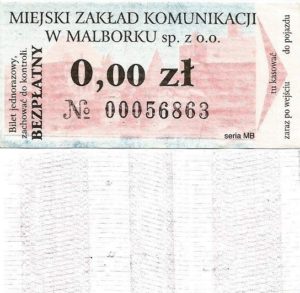 MIEJSKI ZAKŁAD KOMUNIKACJI
W MALBORKU sp. z o.o.
0,00 zł
№ 00056863
seria MB
Bilet jednorazowy,
zachować do kontroli.
BEZPŁATNY
tu kasować
zaraz po wejściu do pojazdu